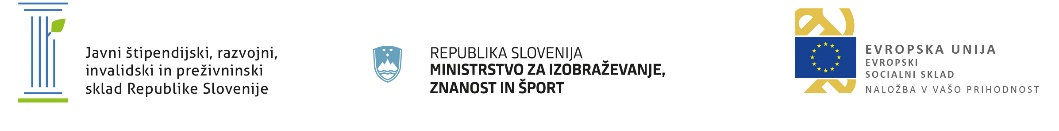 Javni štipendijski, razvojni,
invalidski in preživninski
sklad Republike Slovenije
REPUBLIKA SLOVENIJA
MINISTRSTVO ZA IZOBRAŽEVANJE,
ZNANOST IN ŠPORT
EVROPSKA UNIJA
EVROPSKI
SOCIALNI SKLAD
NALOŽBA V VAŠO PRIHODNOST